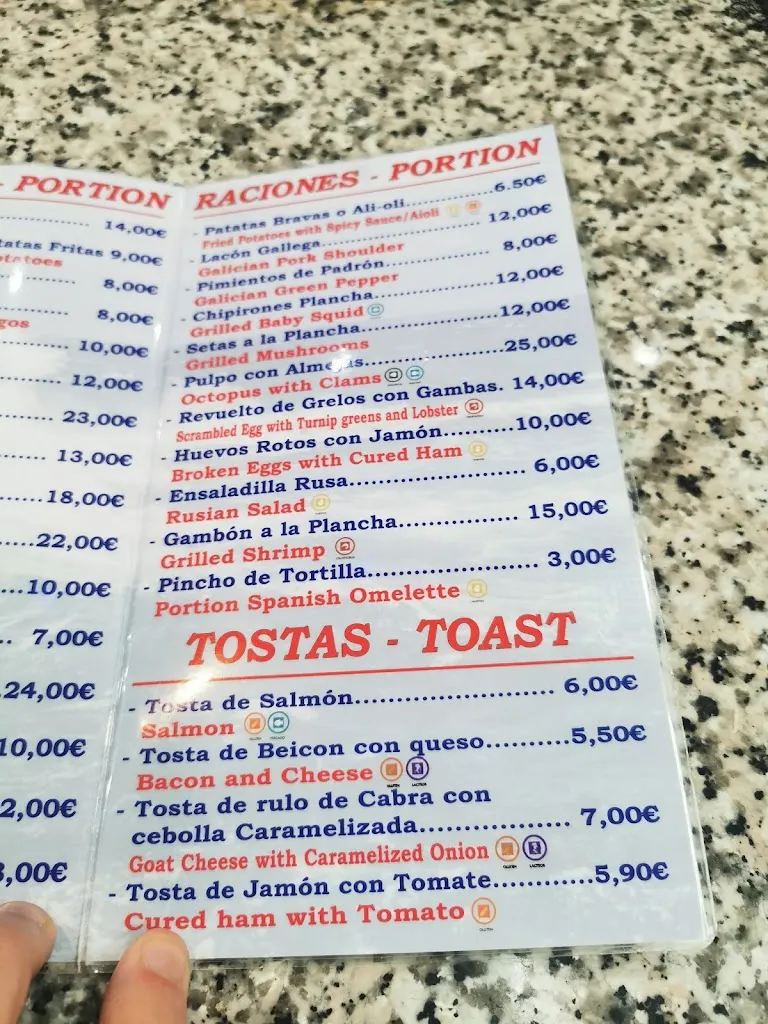 - PORTION
14,00€
Patatas Fritas 9,00€
8,00€
8,00€
10,00€
12,00€
23,00€
13,00€
18,00€
22,00€
10,00€
7,00€
24,00€
10,00€
2,00€
,00€
RACIONES - PORTION
- Patatas Bravas o Ali-oli 6.50€
Fried Potatoes with Spicy Sauce/Aioli
- Lacón Gallega 12,00€
Galician Pork Shoulder
- Pimientos de Padrón 8,00€
Galician Green Pepper
- Chipirones Plancha 12,00€
Grilled Baby Squid
- Setas a la Plancha 12,00€
Grilled Mushrooms
- Pulpo con Almejas 25,00€
Octopus with Clams
- Revuelto de Grelos con Gambas. 14,00€
Scrambled Egg with Turnip greens and Lobster
- Huevos Rotos con Jamón 10,00€
Broken Eggs with Cured Ham
- Ensaladilla Rusa 6,00€
Rusian Salad
- Gambón a la Plancha 15,00€
Grilled Shrimp
- Pincho de Tortilla 3,00€
Portion Spanish Omelette
TOSTAS - TOAST
- Tosta de Salmón 6,00€
Salmon
- Tosta de Beicon con queso 5,50€
Bacon and Cheese
- Tosta de rulo de Cabra con
cebolla Caramelizada 7,00€
Goat Cheese with Caramelized Onion
- Tosta de Jamón con Tomate 5,90€
Cured ham with Tomato